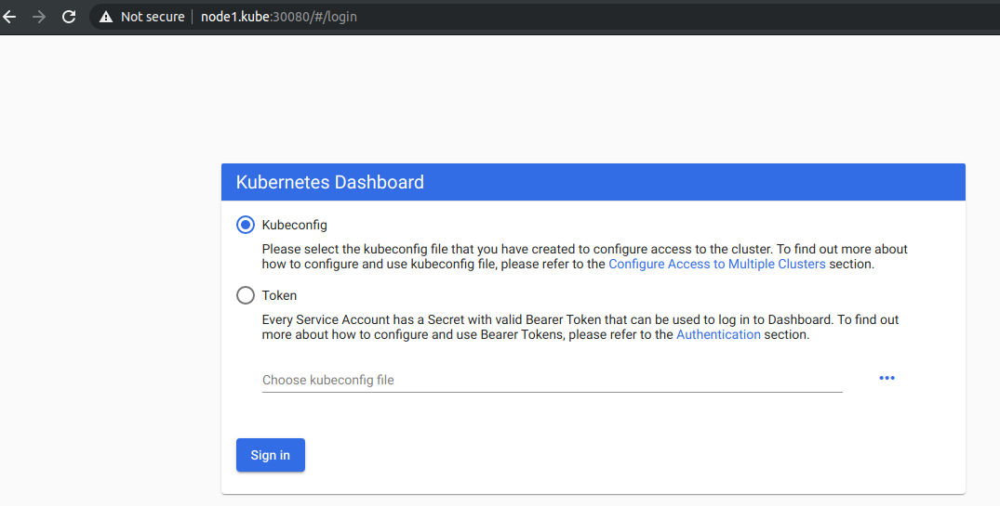 Not secure node1.kube:30080/#/login
Kubernetes Dashboard
Kubeconfig
Please select the kubeconfig file that you have created to configure access to the cluster. To find out more about
how to configure and use kubeconfig file, please refer to the Configure Access to Multiple Clusters section.
Token
Every Service Account has a Secret with valid Bearer Token that can be used to log in to Dashboard. To find out
more about how to configure and use Bearer Tokens, please refer to the Authentication section.
Choose kubeconfig file
Sign in